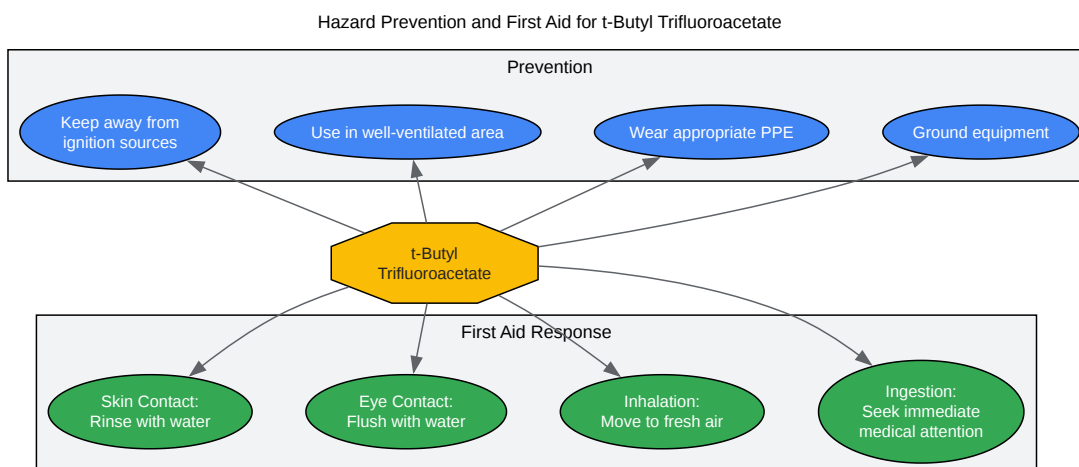 Hazard Prevention and First Aid for t-Butyl Trifluoroacetate
Prevention
Keep away from
ignition sources
Use in well-ventilated area
Wear appropriate PPE
Ground equipment
t-Butyl
Trifluoroacetate
First Aid Response
Skin Contact:
Rinse with water
Eye Contact:
Flush with water
Inhalation:
Move to fresh air
Ingestion:
Seek immediate
medical attention